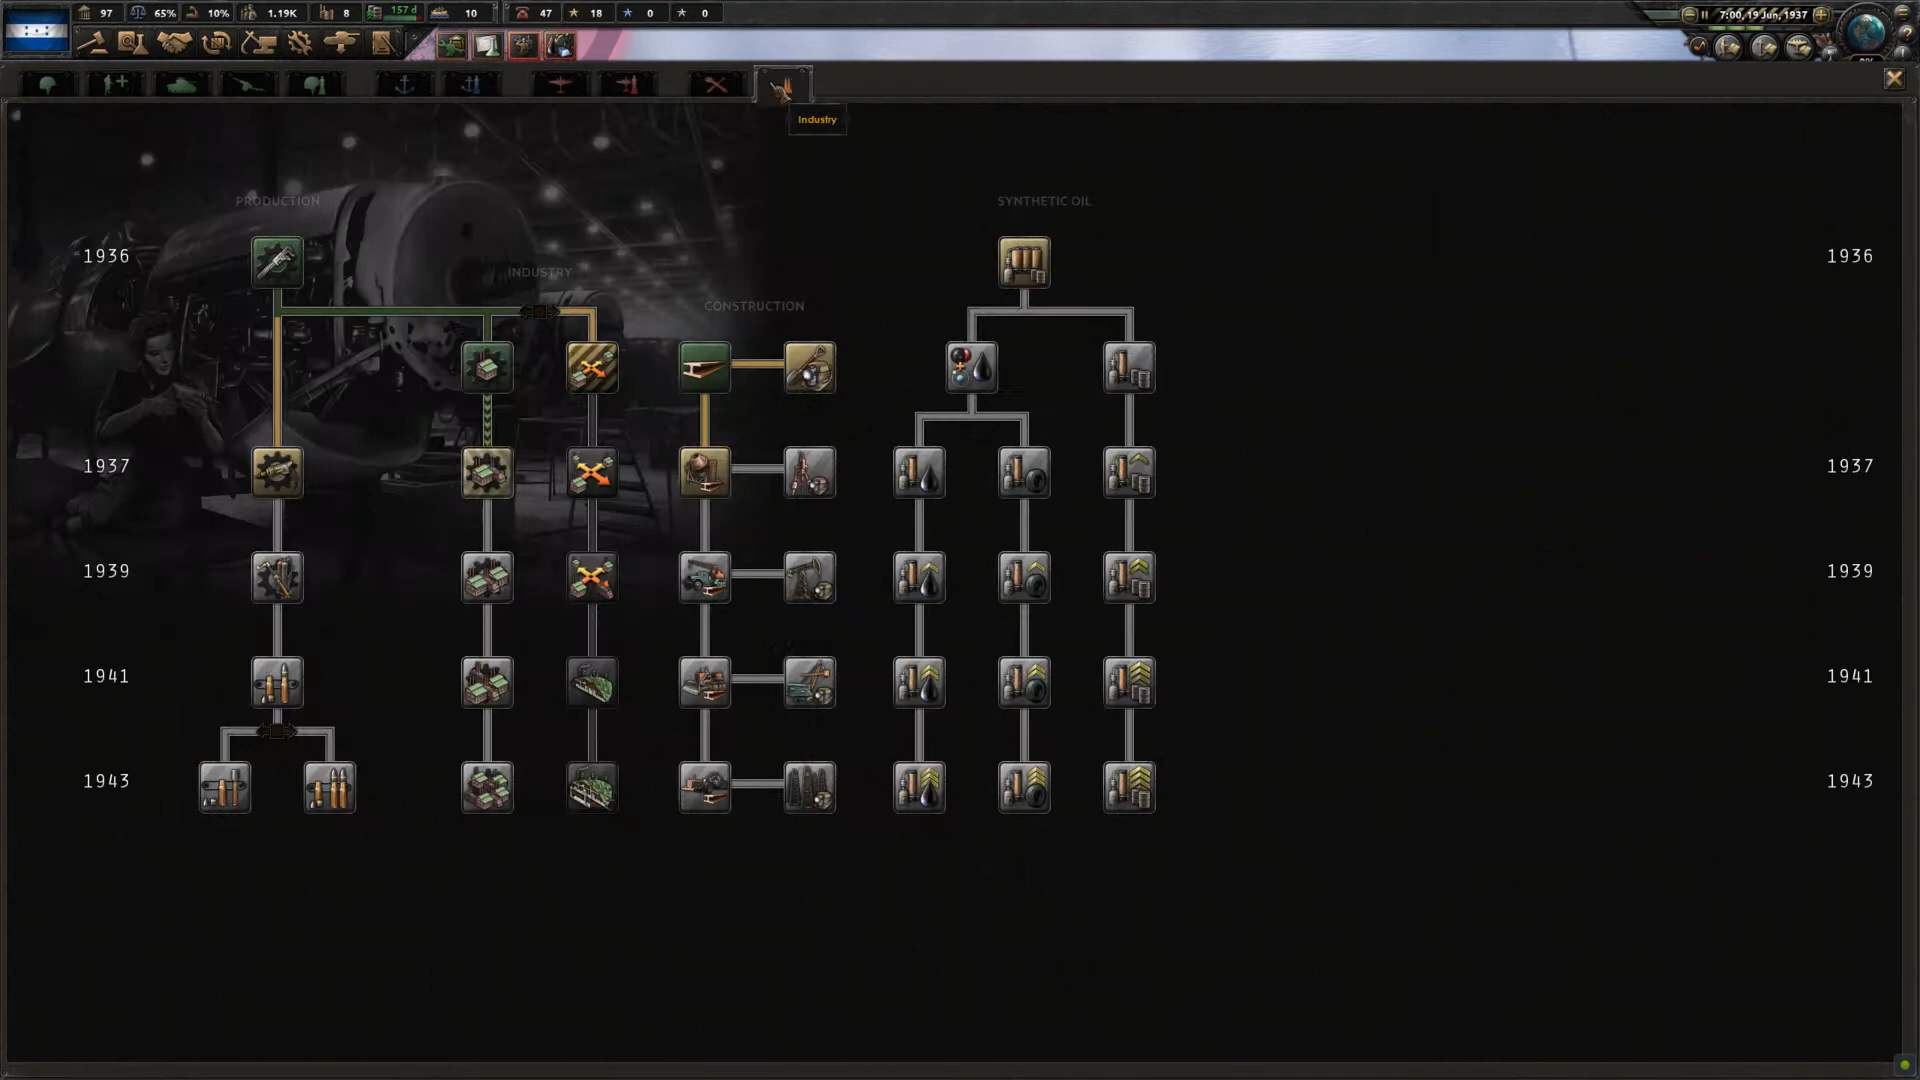 97 65% 10% 1.19K 8 157 d 10 47 18 0 0 7:00, 19 Jun, 1937
Industry
PRODUCTION SYNTHETIC OIL
1936 1936
INDUSTRY
CONSTRUCTION
1937 1937
1939 1939
1941 1941
1943 1943